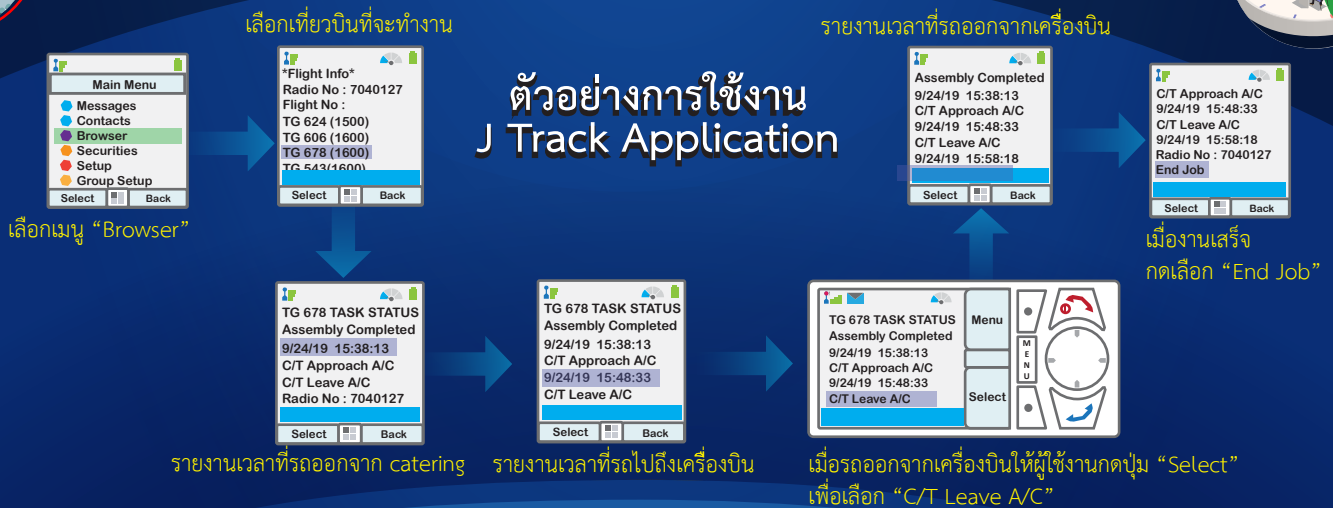 ตัวอย่างการใช้งาน
J Track Application
Main Menu
Messages
Contacts
Browser
Securities
Setup
Group Setup
Select Back
เลือกเมนู “Browser”
เลือกเที่ยวบินที่จะทำงาน
*Flight Info*
Radio No : 7040127
Flight No :
TG 624 (1500)
TG 606 (1600)
TG 678 (1600)
TG 543(1600)
Select Back
TG 678 TASK STATUS
Assembly Completed
9/24/19 15:38:13
C/T Approach A/C
C/T Leave A/C
Radio No : 7040127
Select Back
รายงานเวลาที่รถออกจาก catering
TG 678 TASK STATUS
Assembly Completed
9/24/19 15:38:13
C/T Approach A/C
9/24/19 15:48:33
C/T Leave A/C
Select Back
รายงานเวลาที่รถไปถึงเครื่องบิน
TG 678 TASK STATUS
Assembly Completed
9/24/19 15:38:13
C/T Approach A/C
9/24/19 15:48:33
C/T Leave A/C
Menu
Select
MENU
เมื่อรถออกจากเครื่องบินให้ผู้ใช้งานกดปุ่ม “Select”
เพื่อเลือก “C/T Leave A/C”
รายงานเวลาที่รถออกจากเครื่องบิน
Assembly Completed
9/24/19 15:38:13
C/T Approach A/C
9/24/19 15:48:33
C/T Leave A/C
9/24/19 15:58:18
Select Back
C/T Approach A/C
9/24/19 15:48:33
C/T Leave A/C
9/24/19 15:58:18
Radio No : 7040127
End Job
Select Back
เมื่องานเสร็จ
กดเลือก “End Job”